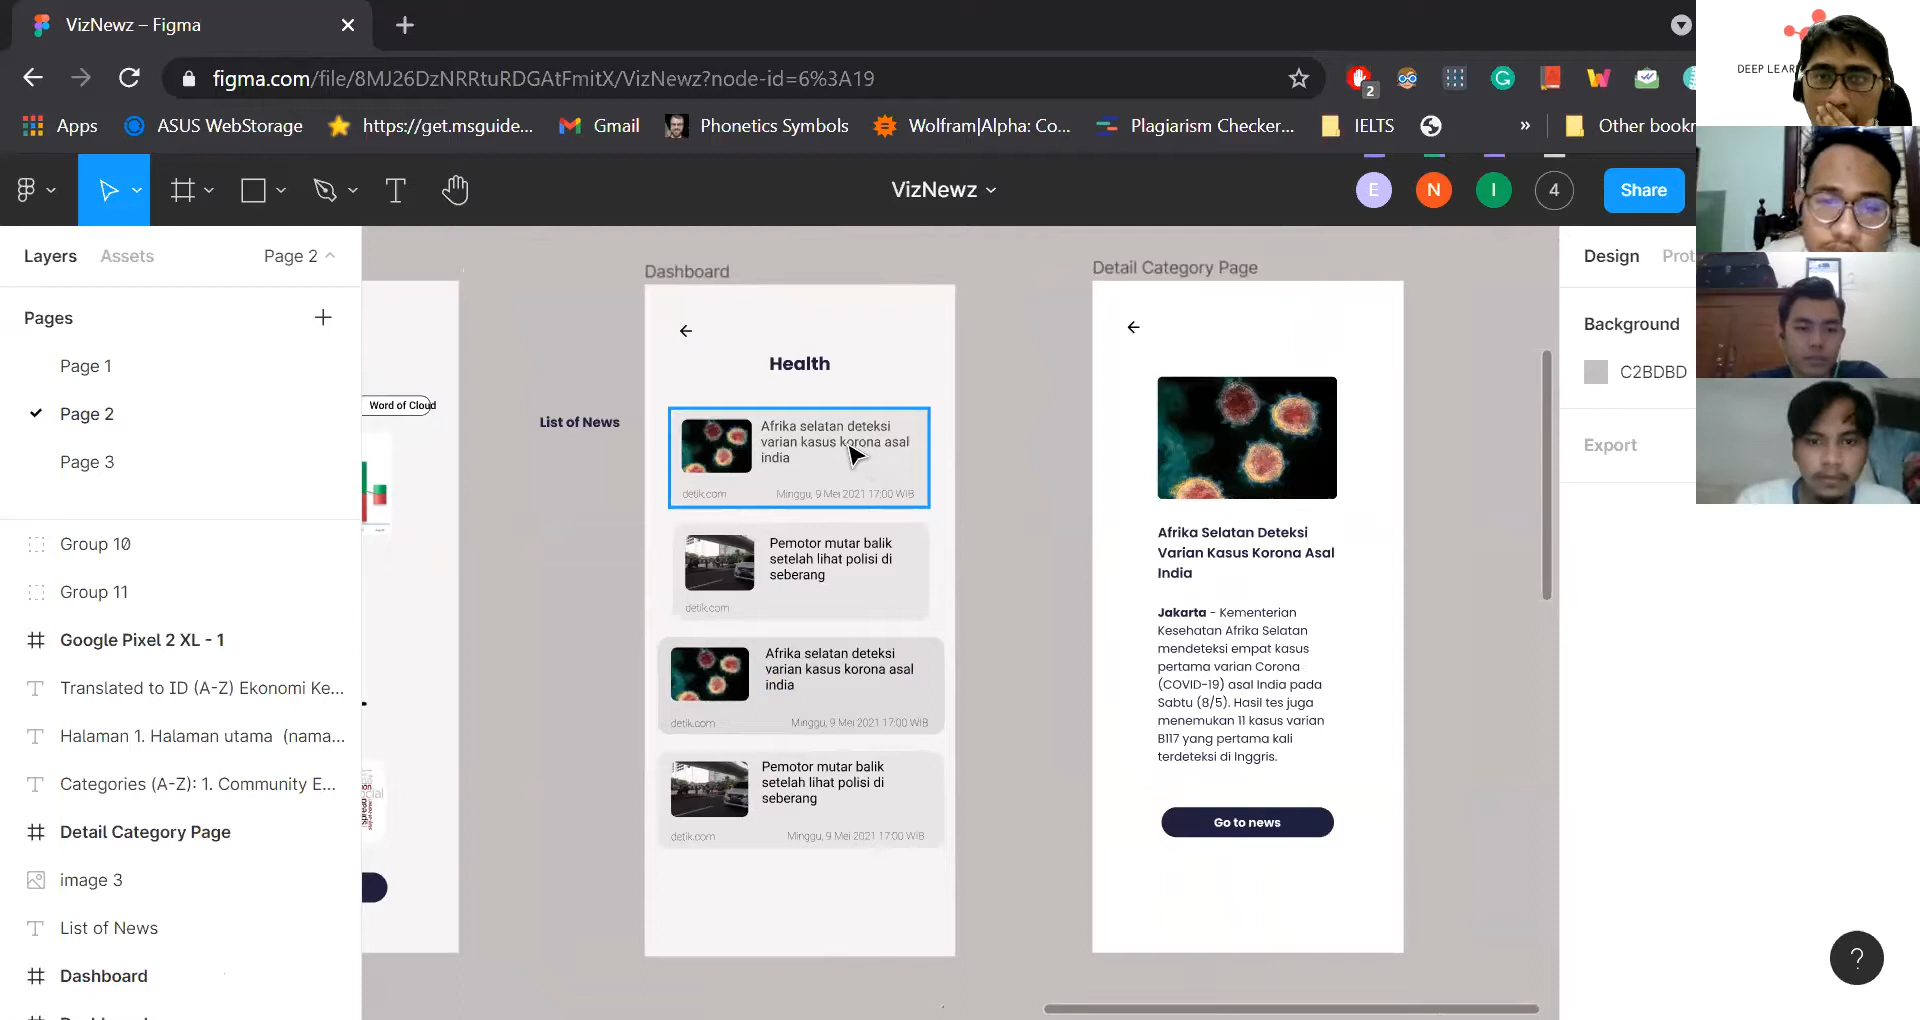 VizNewz – Figma
figma.com/file/8MJ26DzNRRtuRDGAtFmitX/VizNewz?node-id=6%3A19
2
Apps
ASUS WebStorage
https://get.msguide...
Gmail
Phonetics Symbols
Wolfram|Alpha: Co...
Plagiarism Checker...
IELTS
»
Other bookr
VizNewz
E
N
I
4
Share
DEEP LEAR
Layers
Assets
Page 2
Pages
Page 1
Page 2
Page 3
Group 10
Group 11
Google Pixel 2 XL - 1
Translated to ID (A-Z) Ekonomi Ke...
Halaman 1. Halaman utama (nama...
Categories (A-Z): 1. Community E...
Detail Category Page
image 3
List of News
Dashboard
Word of Cloud
List of News
Dashboard
Health
Afrika selatan deteksi
varian kasus korona asal
india
detik.com
Minggu, 9 Mei 2021 17:00 WIB
Pemotor mutar balik
setelah lihat polisi di
seberang
detik.com
Afrika selatan deteksi
varian kasus korona asal
india
detik.com
Minggu, 9 Mei 2021 17:00 WIB
Pemotor mutar balik
setelah lihat polisi di
seberang
detik.com
Minggu, 9 Mei 2021 17:00 WIB
Detail Category Page
Afrika Selatan Deteksi
Varian Kasus Korona Asal
India
Jakarta - Kementerian
Kesehatan Afrika Selatan
mendeteksi empat kasus
pertama varian Corona
(COVID-19) asal India pada
Sabtu (8/5). Hasil tes juga
menemukan 11 kasus varian
B117 yang pertama kali
terdeteksi di Inggris.
Go to news
Design
Prot
Background
C2BDBD
Export
?